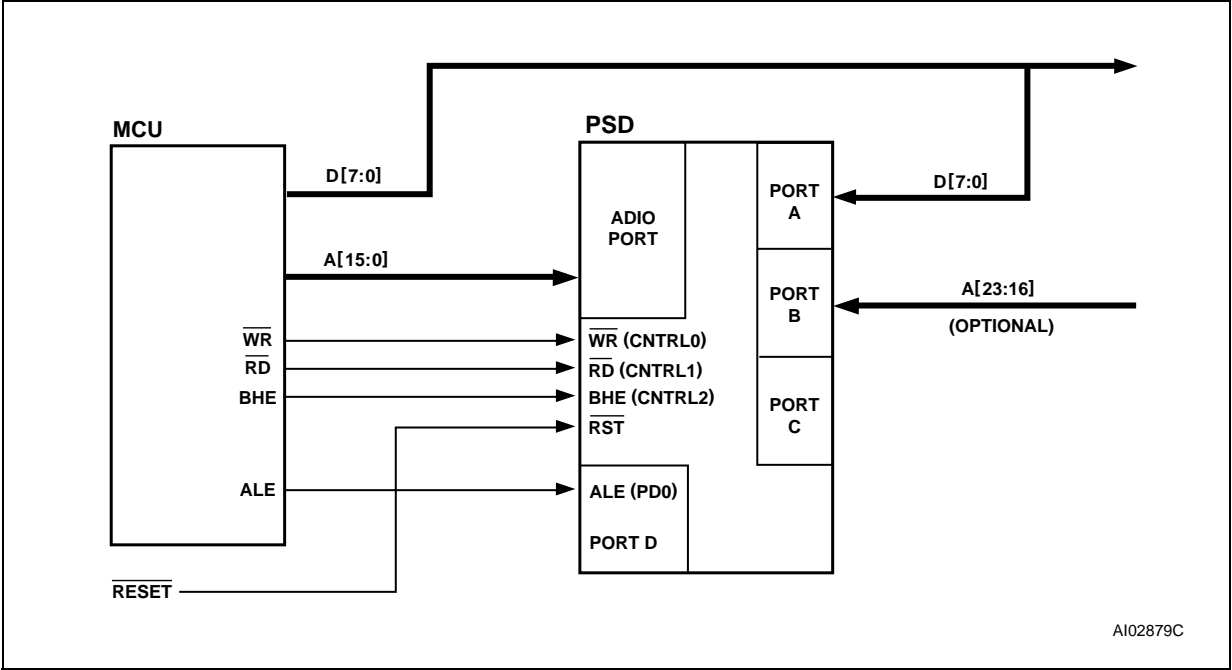 MCU
PSD
D[7:0]
D[7:0]
PORT
A
ADIO
PORT
A[15:0]
PORT
B
A[23:16]
(OPTIONAL)
WR
WR (CNTRL0)
RD
RD (CNTRL1)
BHE
BHE (CNTRL2)
PORT
C
RST
ALE
ALE (PD0)
PORT D
RESET
AI02879C